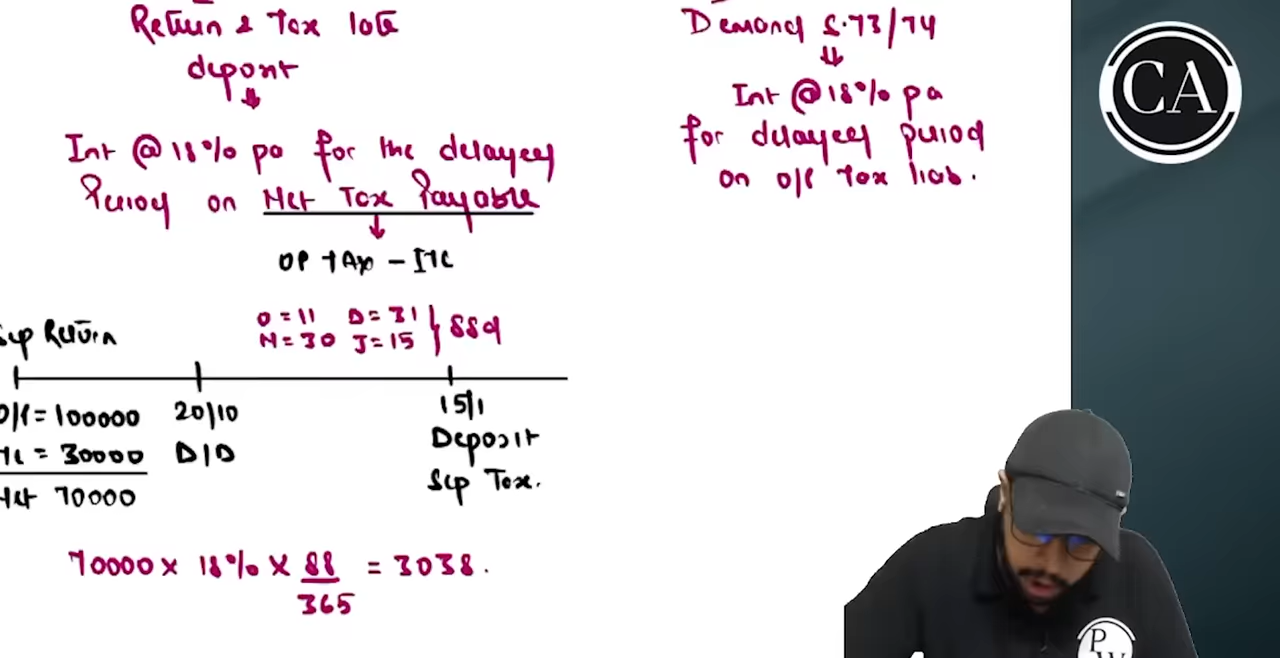 Return & Tax late
deposit
Int @18% pa for the delayed
Period on Net Tax Payable
OP TAX - ITC
O = 11 D = 31
N = 30 J = 15 } 88d
Sep Return
O/P = 100000 20/10 15/1
ITC = 30000 D/D Deposit
Net 70000 Sep Tax.
70000 x 18% x 88/365 = 3038.
Demand S.73/74
Int @18% pa
for delayed period
on o/p tax liab.
CA
P
W